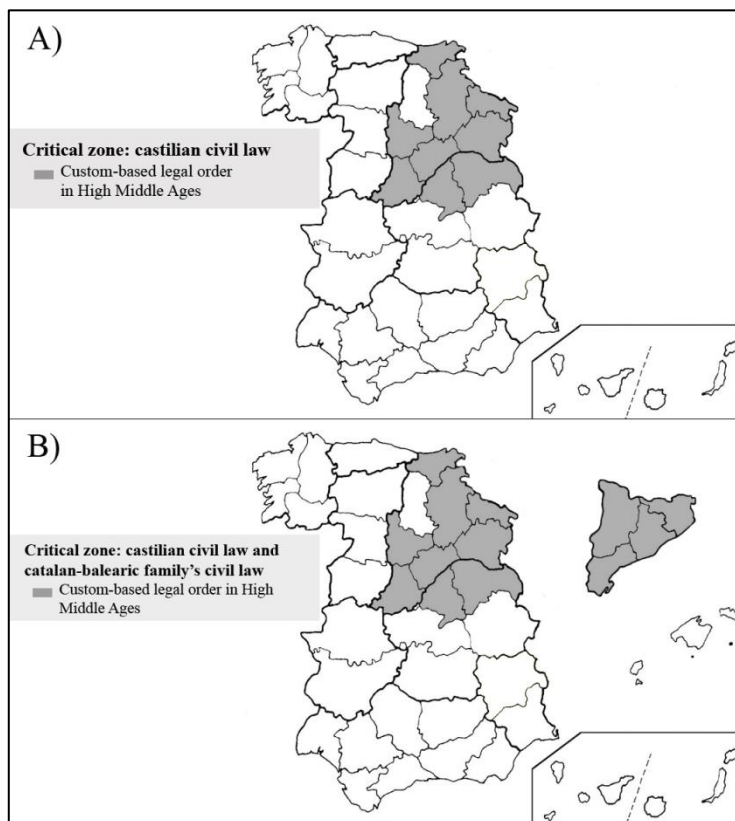 A)
Critical zone: castilian civil law
Custom-based legal order
in High Middle Ages
B)
Critical zone: castilian civil law and
catalan-balearic family's civil law
Custom-based legal order in High
Middle Ages